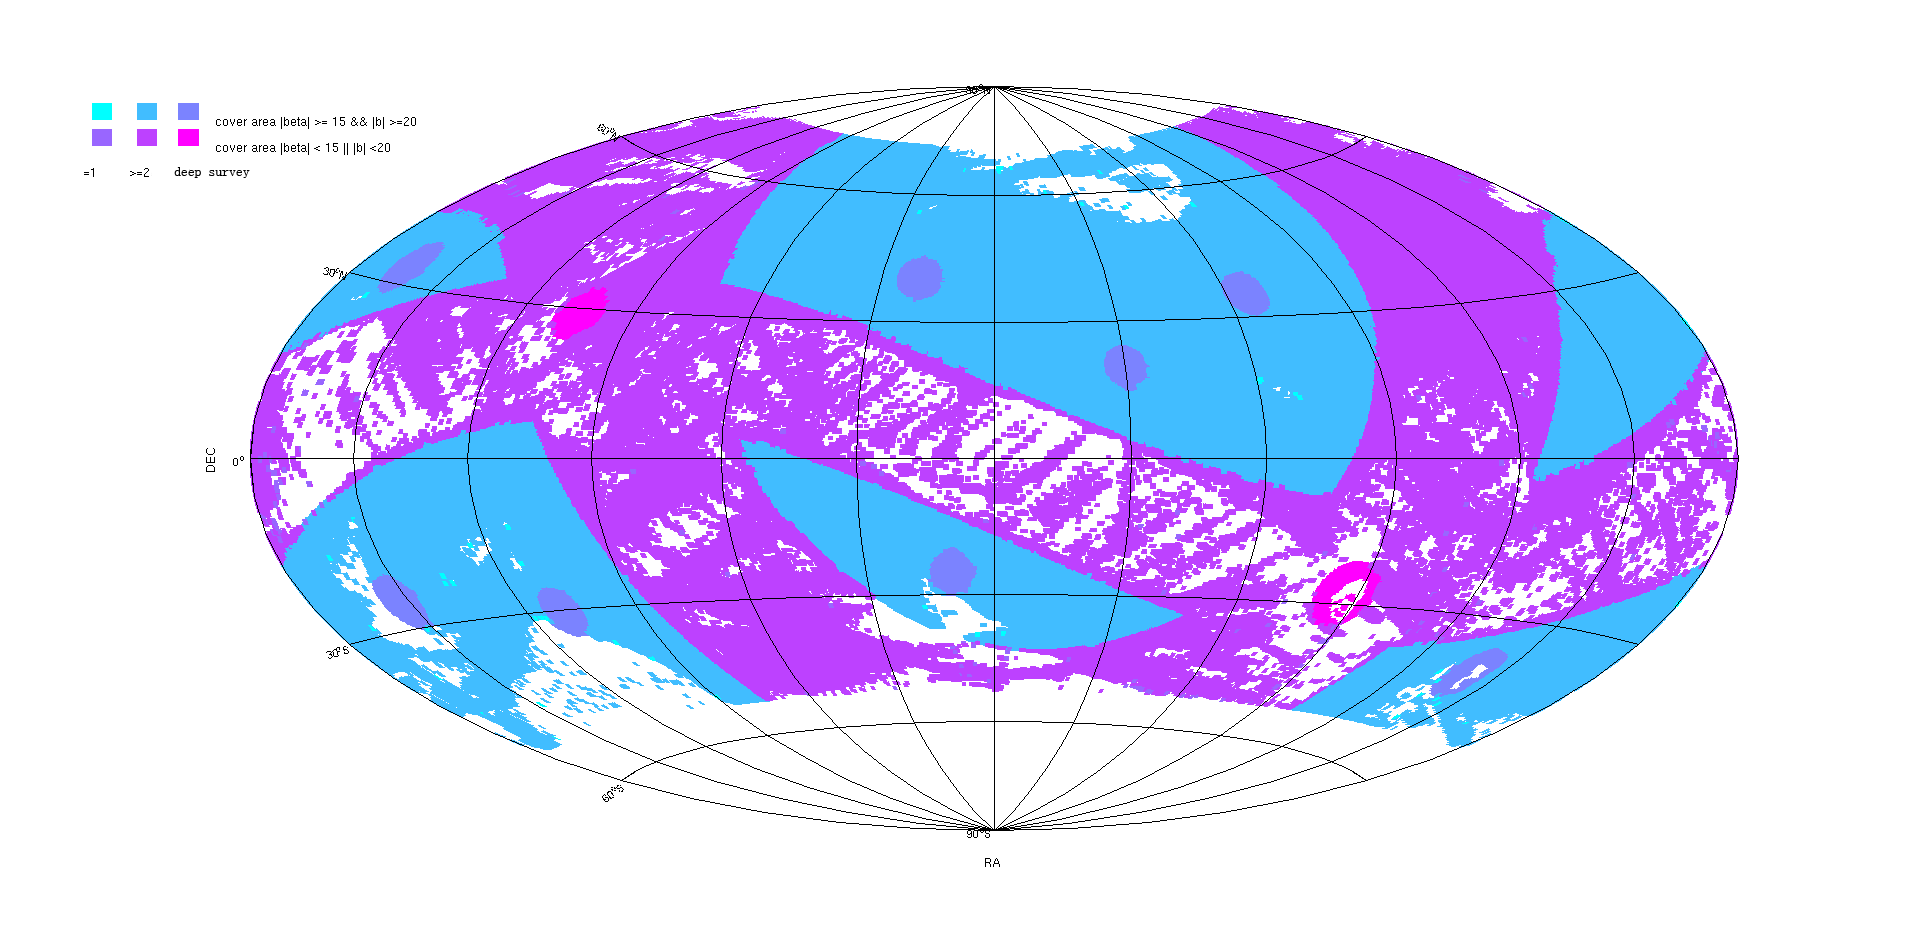 cover area |beta| >= 15 && |b| >=20
cover area |beta| < 15 || |b| <20
=1 >=2 deep survey
90°N
60°N
30°N
DEC 0°
30°S
60°S
90°S
RA